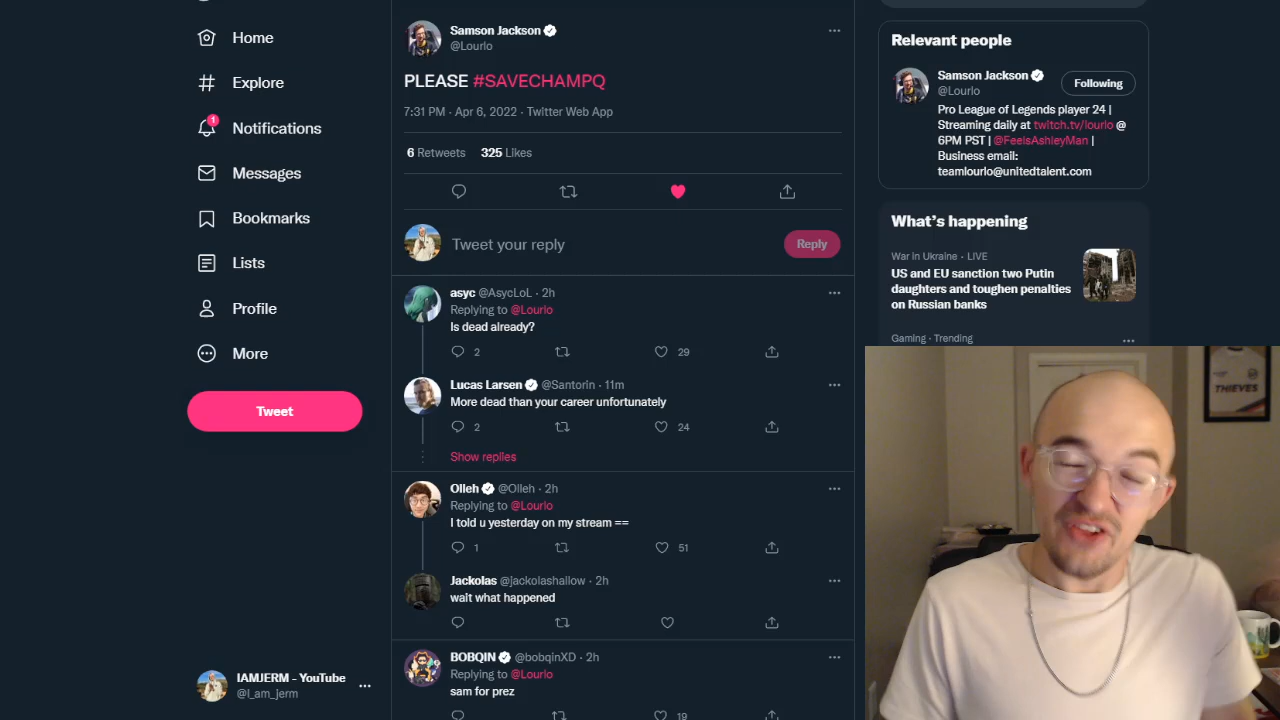 Home
Explore
1
Notifications
Messages
Bookmarks
Lists
Profile
More
Tweet
IAMJERM - YouTube
@I_am_jerm
Samson Jackson
@Lourlo
PLEASE #SAVECHAMPQ
7:31 PM · Apr 6, 2022 · Twitter Web App
6 Retweets 325 Likes
Tweet your reply
Reply
asyc @AsycLoL · 2h
Replying to @Lourlo
Is dead already?
2 29
Lucas Larsen @Santorin · 11m
More dead than your career unfortunately
2 24
Show replies
Olleh @Olleh · 2h
Replying to @Lourlo
I told u yesterday on my stream ==
1 51
Jackolas @jackolashallow · 2h
wait what happened
BOBQIN @bobqinXD · 2h
Replying to @Lourlo
sam for prez
19
Relevant people
Samson Jackson
@Lourlo
Following
Pro League of Legends player 24 |
Streaming daily at twitch.tv/lourlo @
6PM PST | @FeelsAshleyMan |
Business email:
teamlourlo@unitedtalent.com
What's happening
War in Ukraine · LIVE
US and EU sanction two Putin
daughters and toughen penalties
on Russian banks
Gaming · Trending
THIEVES